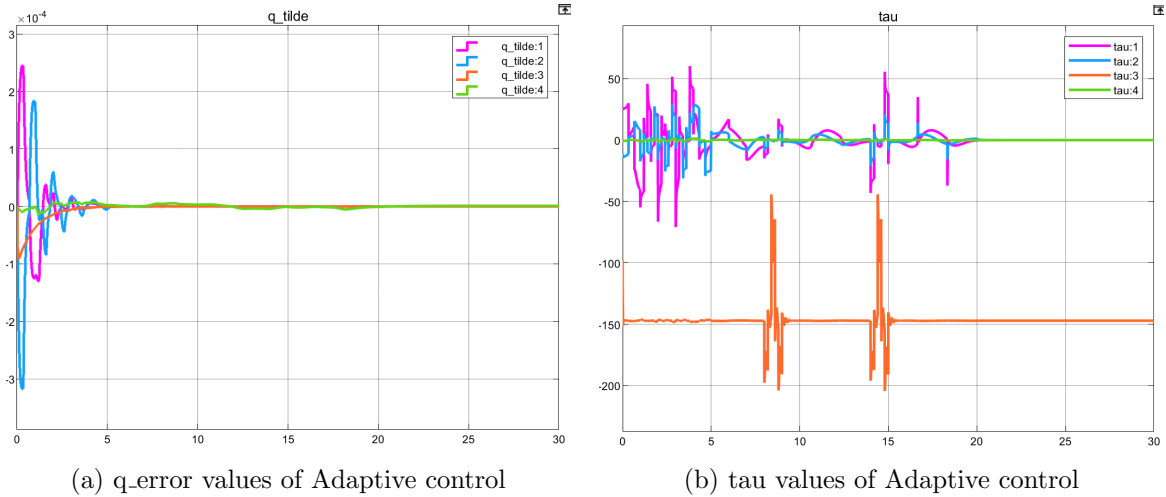 q_tilde
3
×10-4
q_tilde:1
q_tilde:2
q_tilde:3
q_tilde:4
2
1
0
-1
-2
-3
0 5 10 15 20 25 30
(a) q_error values of Adaptive control
tau
tau:1
tau:2
tau:3
tau:4
50
0
-50
-100
-150
-200
0 5 10 15 20 25 30
(b) tau values of Adaptive control